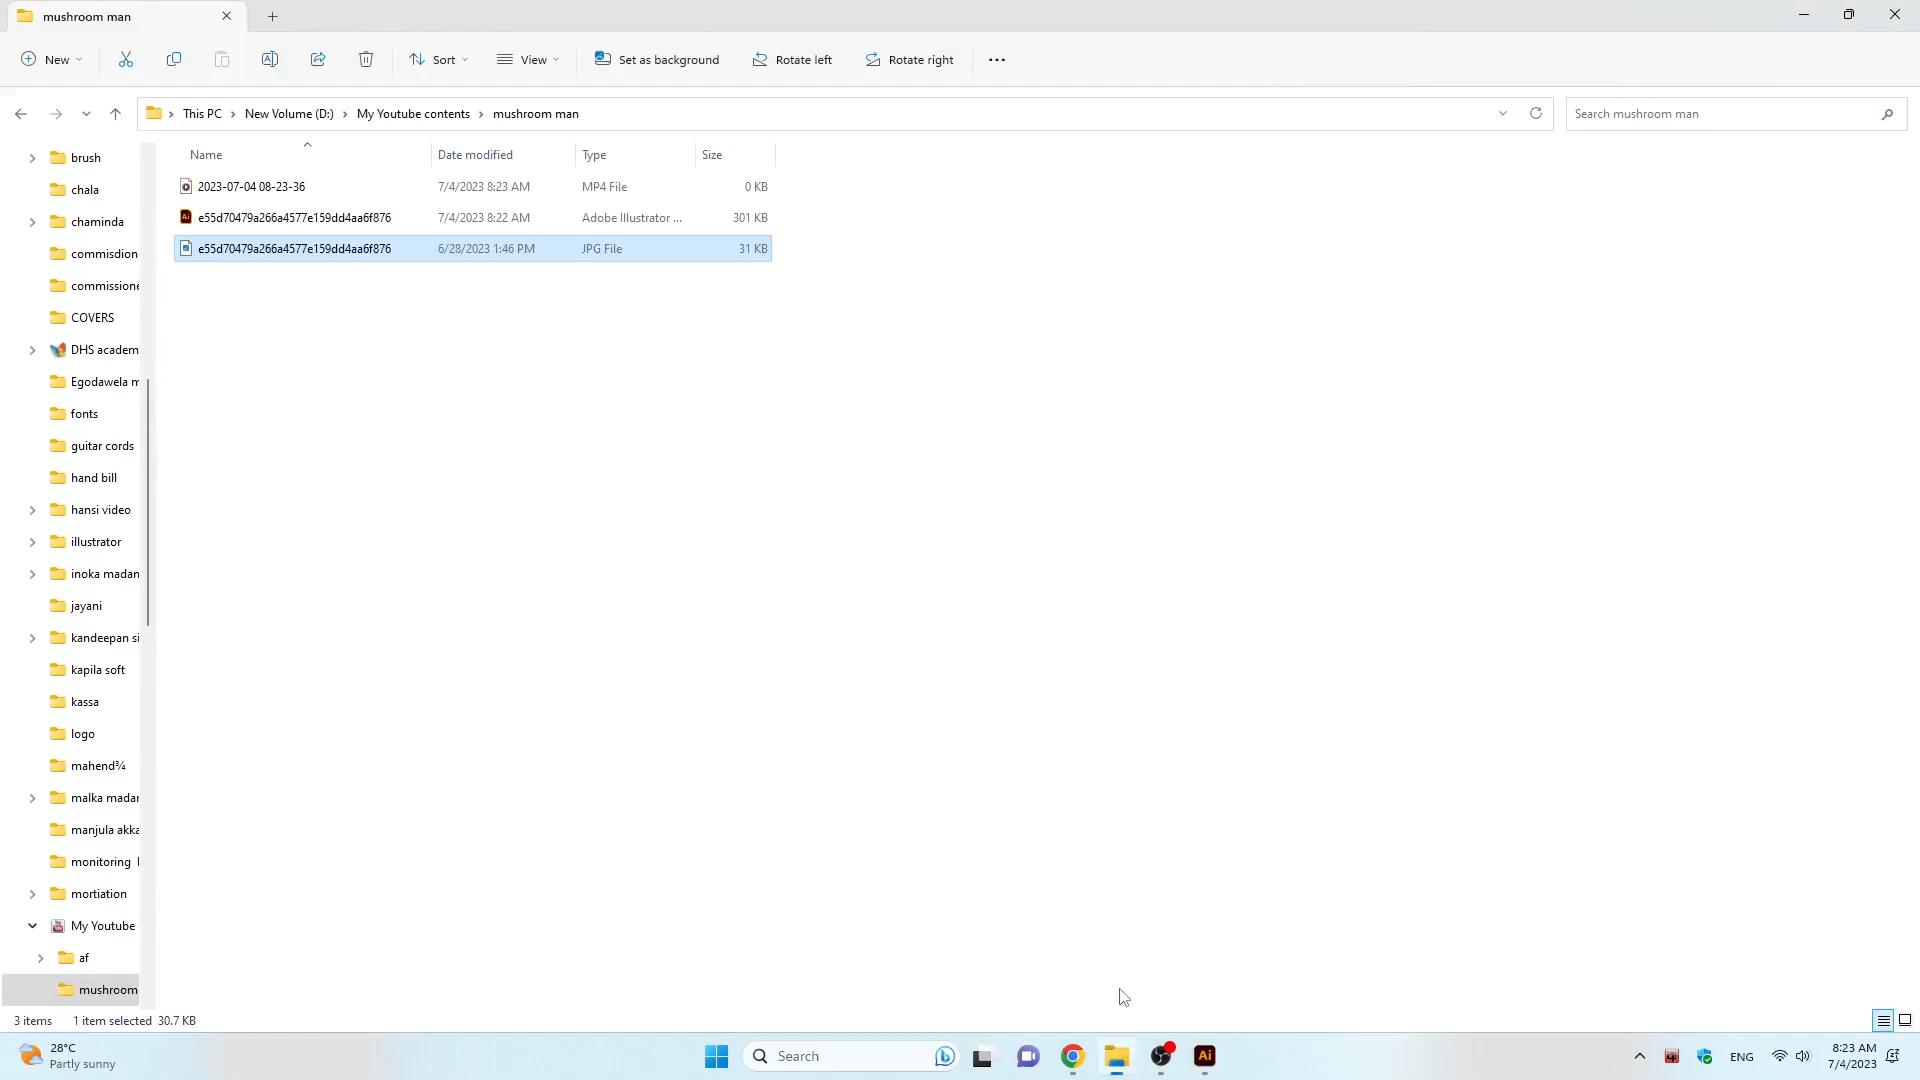 mushroom man
New
Sort
View
Set as background
Rotate left
Rotate right
This PC
New Volume (D:)
My Youtube contents
mushroom man
Search mushroom man
Name
Date modified
Type
Size
2023-07-04 08-23-36
7/4/2023 8:23 AM
MP4 File
0 KB
e55d70479a266a4577e159dd4aa6f876
7/4/2023 8:22 AM
Adobe Illustrator ...
301 KB
e55d70479a266a4577e159dd4aa6f876
6/28/2023 1:46 PM
JPG File
31 KB
brush
chala
chaminda
commisdion
commissione
COVERS
DHS academ
Egodawela m
fonts
guitar cords
hand bill
hansi video
illustrator
inoka madan
jayani
kandeepan si
kapila soft
kassa
logo
mahend¾
malka madar
manjula akka
monitoring
mortiation
My Youtube
af
mushroom
3 items
1 item selected 30.7 KB
28°C
Partly sunny
Search
Ai
ENG
8:23 AM
7/4/2023